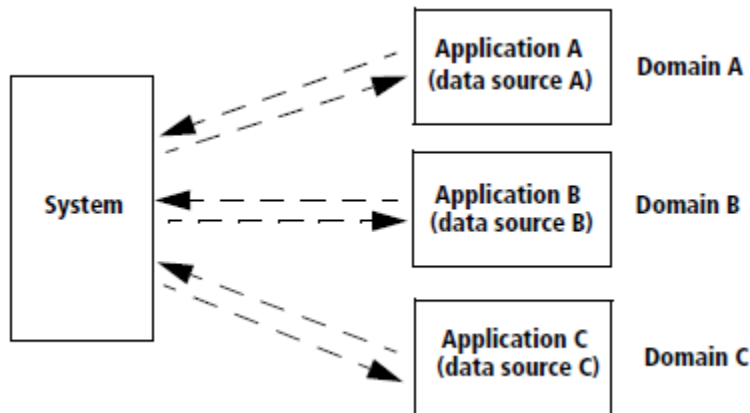 Application A
(data source A)
Domain A
System
Application B
(data source B)
Domain B
Application C
(data source C)
Domain C